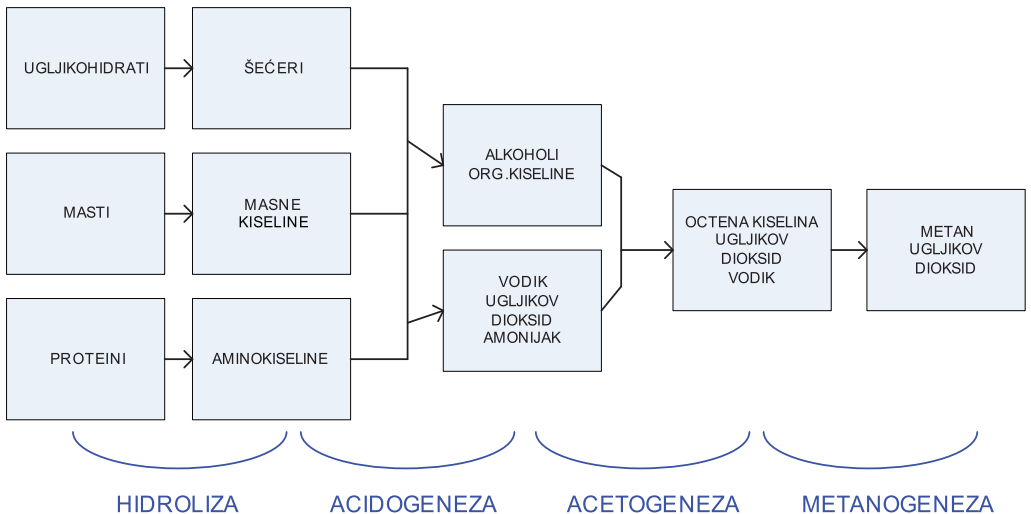 UGLJIKOHIDRATI
ŠEĆERI
MASTI
MASNE
KISELINE
PROTEINI
AMINOKISELINE
ALKOHOLI
ORG.KISELINE
VODIK
UGLJIKOV
DIOKSID
AMONIJAK
OCTENA KISELINA
UGLJIKOV
DIOKSID
VODIK
METAN
UGLJIKOV
DIOKSID
HIDROLIZA
ACIDOGENEZA
ACETOGENEZA
METANOGENEZA